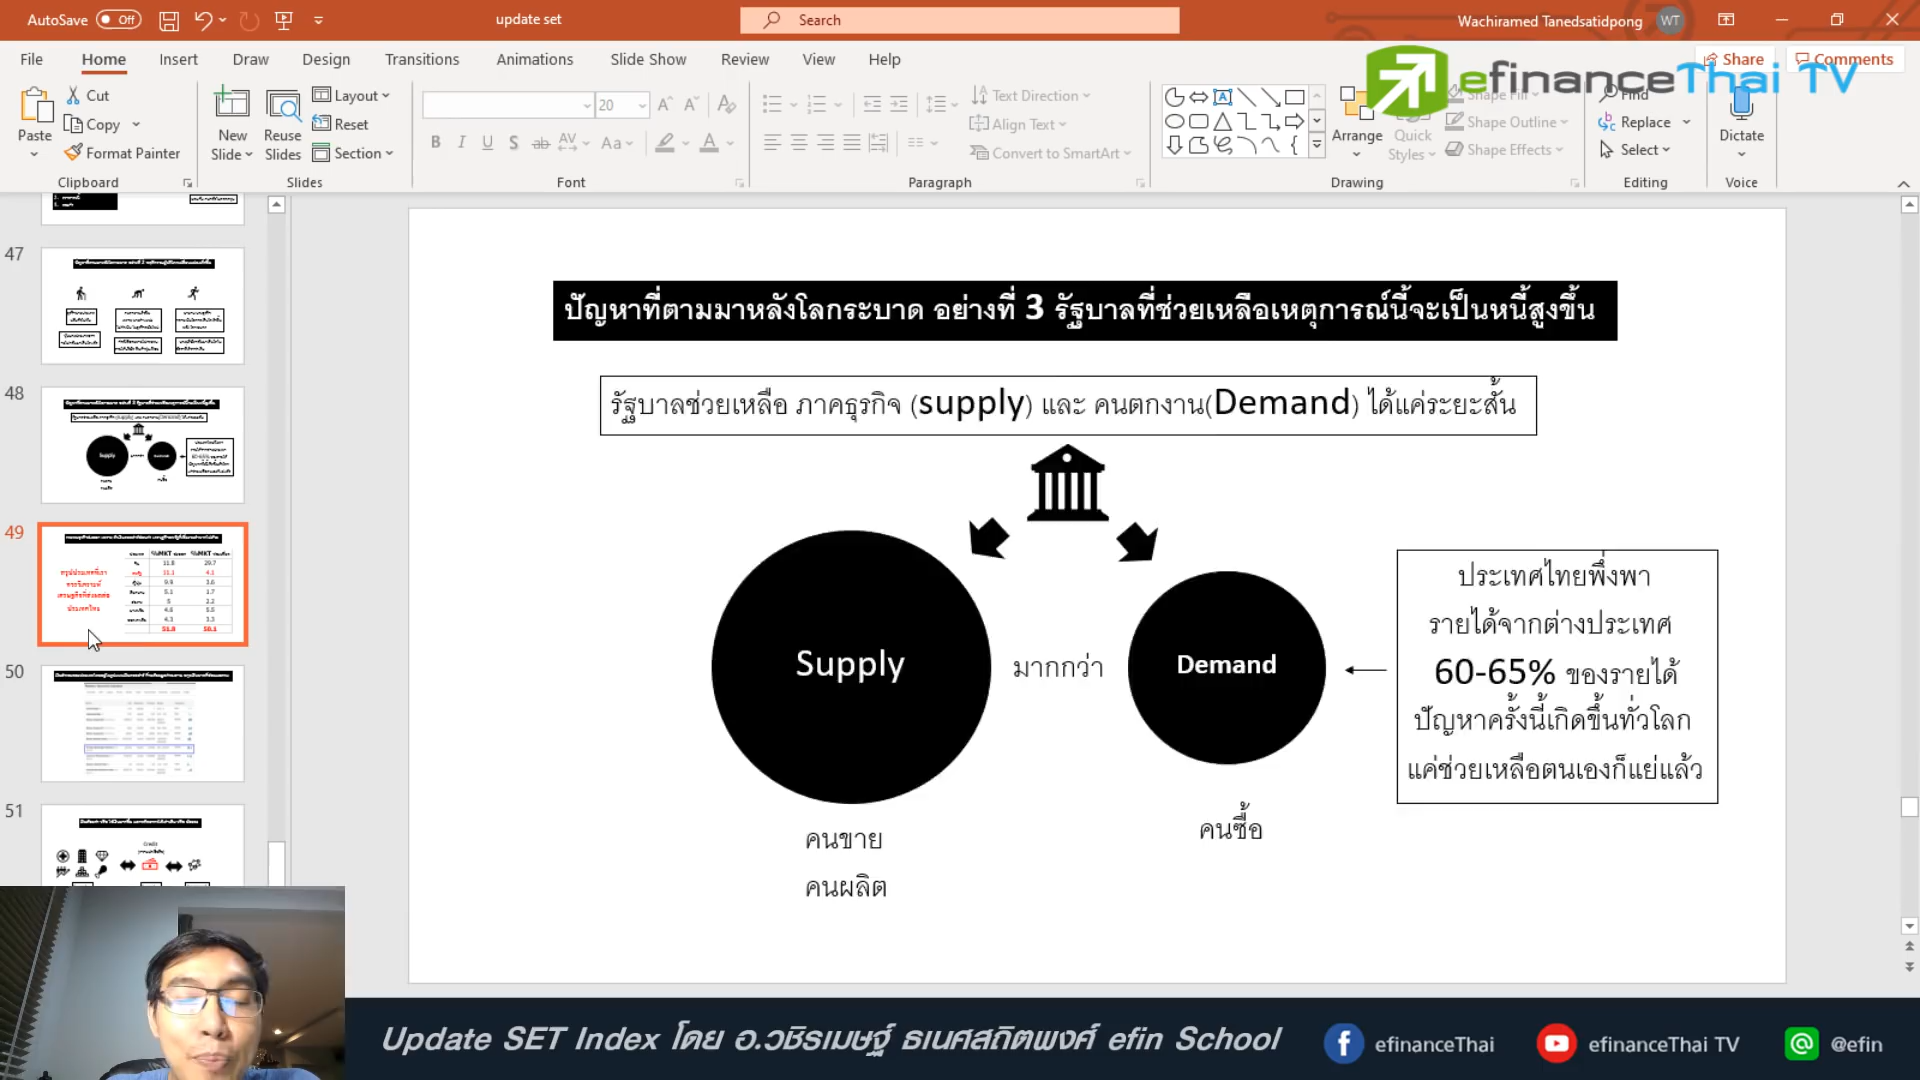 AutoSave Off
update set
Search
Wachiramed Tanedsatidpong WT
File Home Insert Draw Design Transitions Animations Slide Show Review View Help
Share Comments
efinanceThai TV
Paste
Cut
Copy
Format Painter
Clipboard
New Slide
Reuse Slides
Layout
Reset
Section
Slides
20
Font
Text Direction
Align Text
Convert to SmartArt
Paragraph
Arrange
Quick Styles
Shape Fill
Shape Outline
Shape Effects
Drawing
Find
Replace
Select
Editing
Dictate
Voice
47
48
49
50
51
ปัญหาที่ตามมาหลังโลกระบาด อย่างที่ 3 รัฐบาลที่ช่วยเหลือเหตุการณ์นี้จะเป็นหนี้สูงขึ้น
รัฐบาลช่วยเหลือ ภาคธุรกิจ (supply) และ คนตกงาน(Demand) ได้แค่ระยะสั้น
Supply
มากกว่า
Demand
คนขาย
คนผลิต
คนซื้อ
ประเทศไทยพึ่งพา
รายได้จากต่างประเทศ
60-65% ของรายได้
ปัญหาครั้งนี้เกิดขึ้นทั่วโลก
แค่ช่วยเหลือตนเองก็แย่แล้ว
Update SET Index โดย อ.วชิรเมษฐ์ ธเนศสถิตพงศ์ efin School
efinanceThai
efinanceThai TV
@efin